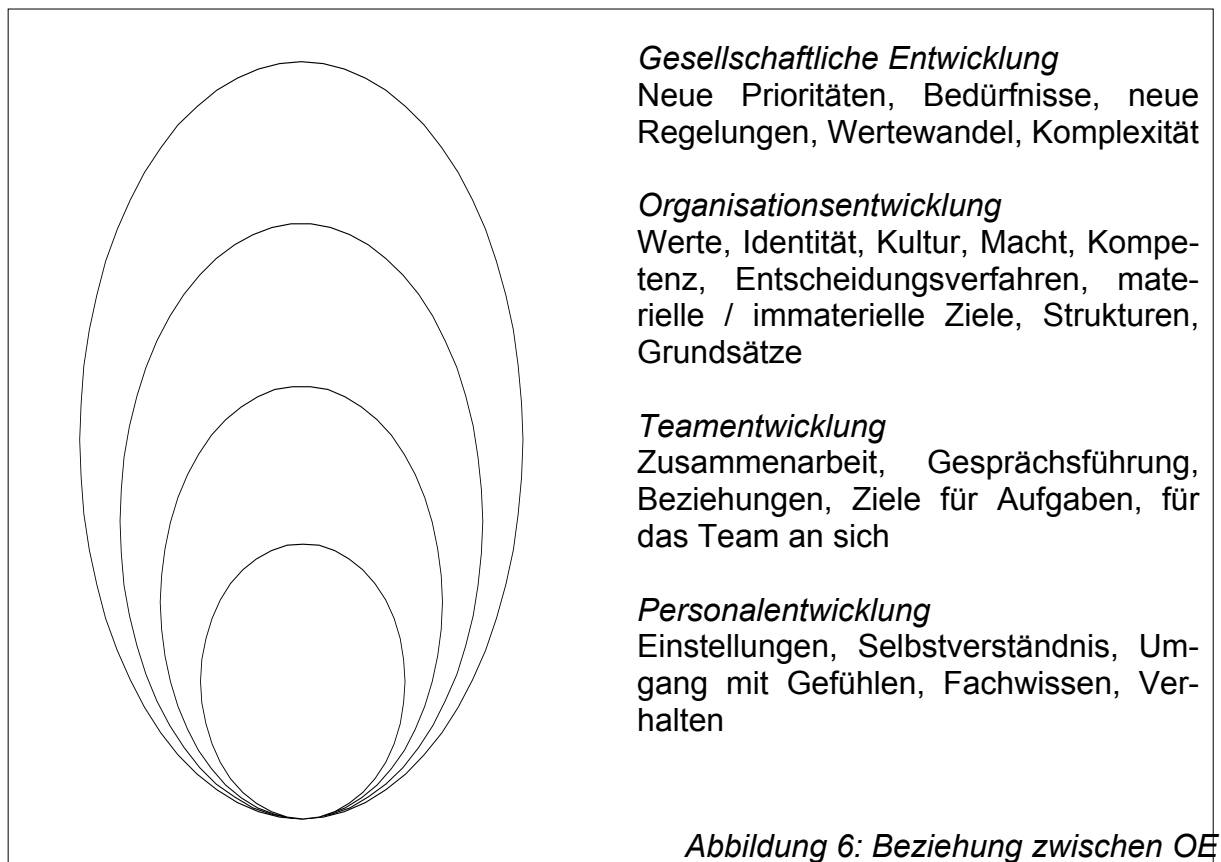 Gesellschaftliche Entwicklung
Neue Prioritäten, Bedürfnisse, neue
Regelungen, Wertewandel, Komplexität
Organisationsentwicklung
Werte, Identität, Kultur, Macht, Kompe-
tenz, Entscheidungsverfahren, mate-
rielle / immaterielle Ziele, Strukturen,
Grundsätze
Teamentwicklung
Zusammenarbeit, Gesprächsführung,
Beziehungen, Ziele für Aufgaben, für
das Team an sich
Personalentwicklung
Einstellungen, Selbstverständnis, Um-
gang mit Gefühlen, Fachwissen, Ver-
halten
Abbildung 6: Beziehung zwischen OE